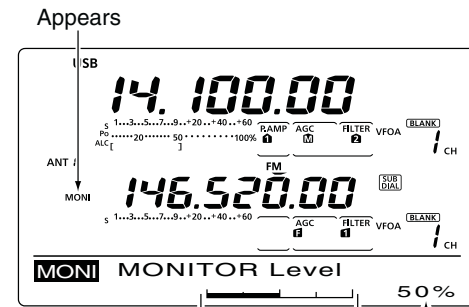 Appears
USB
14.100.00
S 1...3...5...7...9..+20..+40..+60
Po ······20······· 50 ··········100%
ALC[ ]
P.AMP 1
AGC M
FILTER 2
VFOA
BLANK
1 CH
ANT 1
MONI
FM
146.520.00
SUB DIAL
S 1...3...5...7...9..+20..+40..+60
AGC F
FILTER 1
VFOA
BLANK
1 CH
MONI MONITOR Level
50%